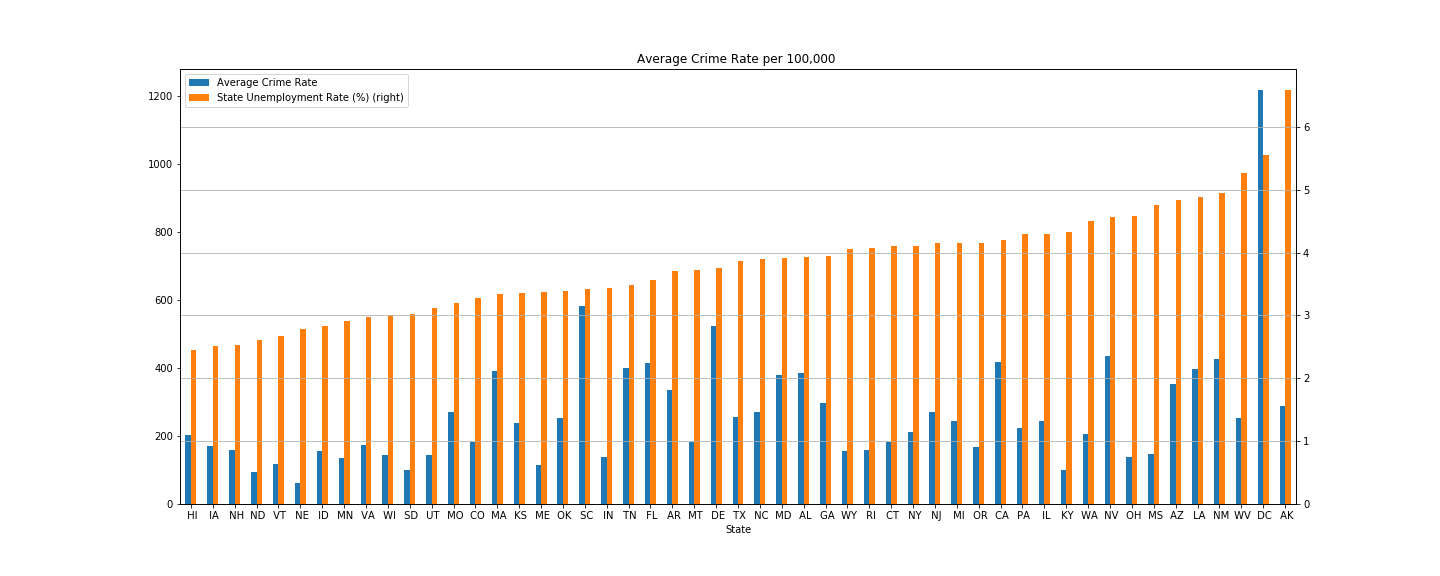 Average Crime Rate per 100,000
Average Crime Rate
State Unemployment Rate (%) (right)
1200
1000
800
600
400
200
0
6
5
4
3
2
1
0
HI IA NH ND VT NE ID MN VA WI SD UT MO CO MA KS ME OK SC IN TN FL AR MT DE TX NC MD AL GA WY RI CT NY NJ MI OR CA PA IL KY WA NV OH MS AZ LA NM WV DC AK
State